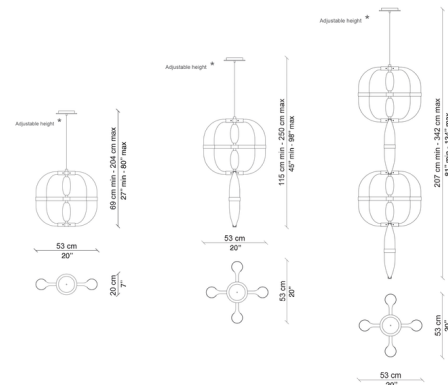 Adjustable height *
69 cm min - 204 cm max
27" min - 80" max
53 cm
20"
20 cm
7"
Adjustable height *
115 cm min - 250 cm max
45" min - 98" max
53 cm
20"
53 cm
20"
Adjustable height *
207 cm min - 342 cm max
53 cm
20"
53 cm
20"